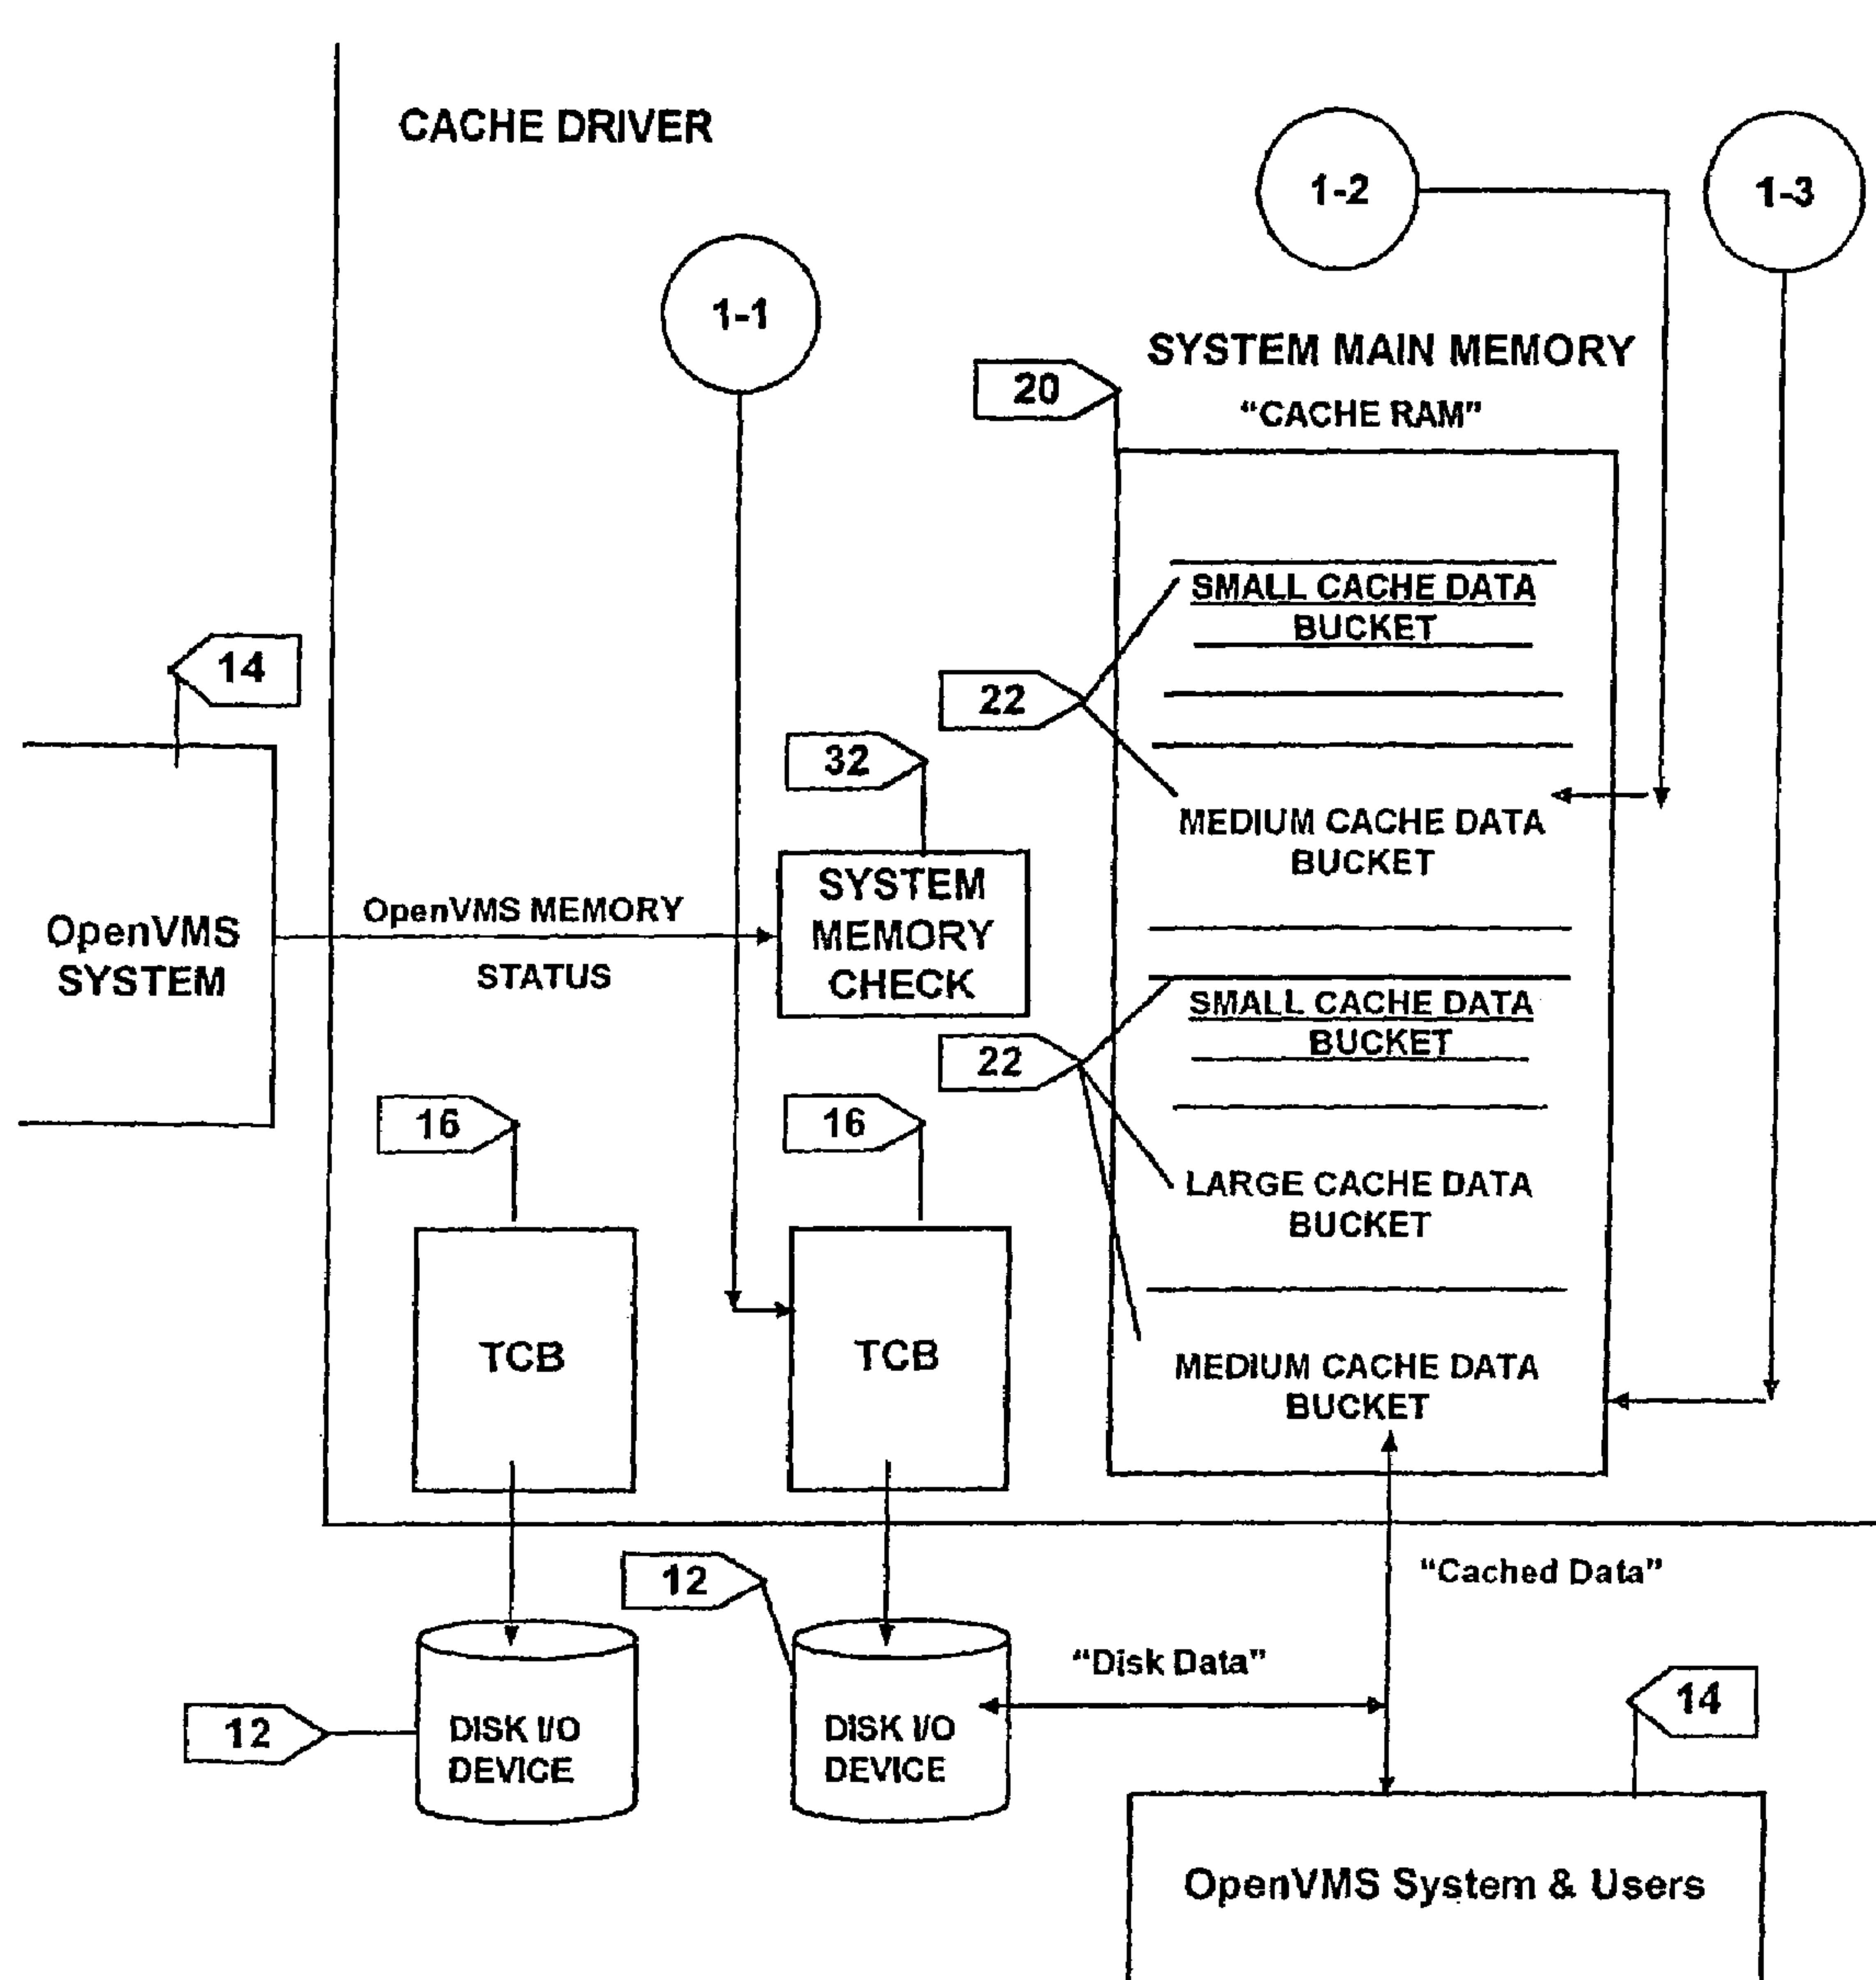 CACHE DRIVER
1-2
1-3
1-1
SYSTEM MAIN MEMORY
20
“CACHE RAM”
SMALL CACHE DATA
BUCKET
14
22
32
MEDIUM CACHE DATA
BUCKET
SYSTEM
MEMORY
CHECK
OpenVMS
SYSTEM
OpenVMS MEMORY
STATUS
SMALL CACHE DATA
BUCKET
22
16
16
LARGE CACHE DATA
BUCKET
TCB
TCB
MEDIUM CACHE DATA
BUCKET
12
“Cached Data”
“Disk Data”
14
12
DISK I/O
DEVICE
DISK I/O
DEVICE
OpenVMS System & Users